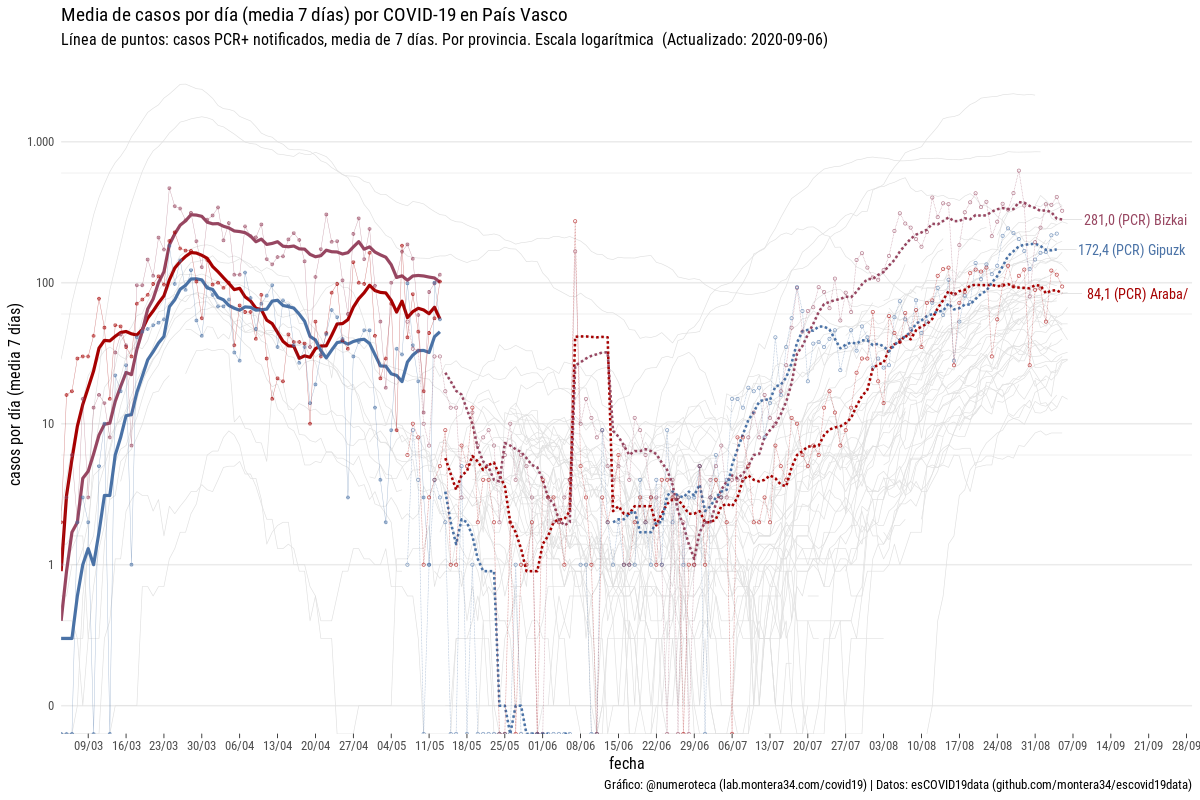 Media de casos por día (media 7 días) por COVID-19 en País Vasco
Línea de puntos: casos PCR+ notificados, media de 7 días. Por provincia. Escala logarítmica  (Actualizado: 2020-09-06)
casos por día (media 7 días)
1.000
100
10
1
0
281,0 (PCR) Bizkai
172,4 (PCR) Gipuzk
84,1 (PCR) Araba/
09/03 16/03 23/03 30/03 06/04 13/04 20/04 27/04 04/05 11/05 18/05 25/05 01/06 08/06 15/06 22/06 29/06 06/07 13/07 20/07 27/07 03/08 10/08 17/08 24/08 31/08 07/09 14/09 21/09 28/09
fecha
Gráfico: @numeroteca (lab.montera34.com/covid19) | Datos: esCOVID19data (github.com/montera34/escovid19data)